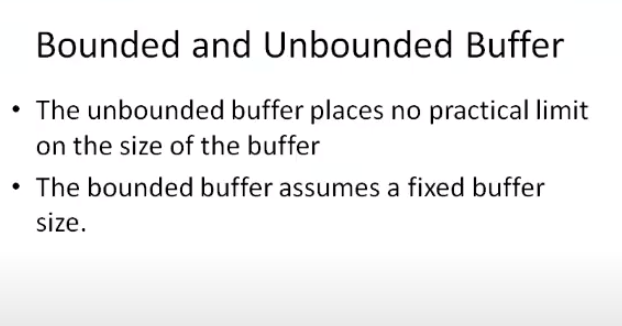 Bounded and Unbounded Buffer
• The unbounded buffer places no practical limit
on the size of the buffer
• The bounded buffer assumes a fixed buffer
size.